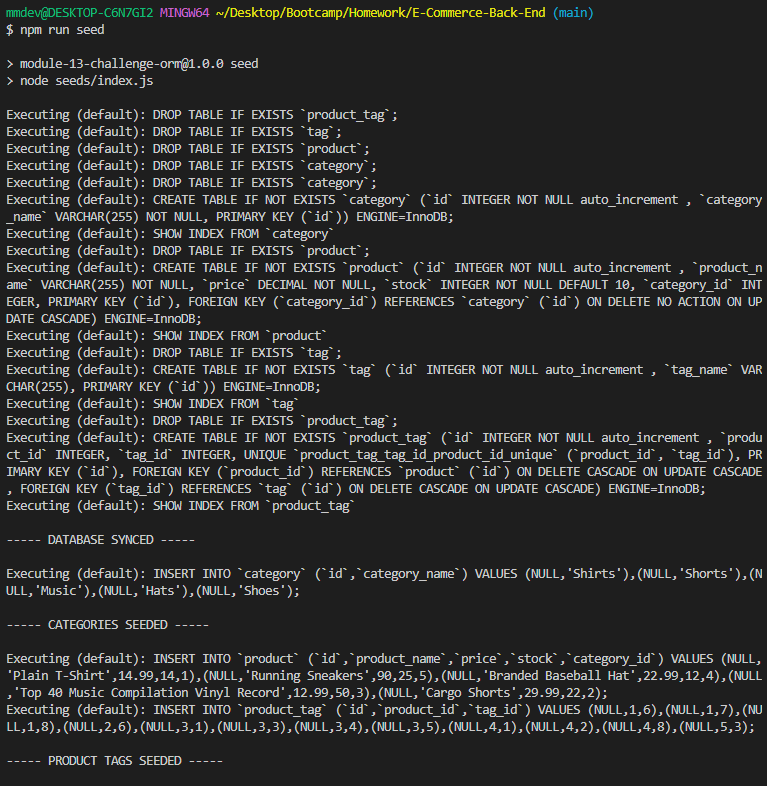 mmdev@DESKTOP-C6N7GI2 MINGW64 ~/Desktop/Bootcamp/Homework/E-Commerce-Back-End (main)
$ npm run seed
> module-13-challenge-orm@1.0.0 seed
> node seeds/index.js
Executing (default): DROP TABLE IF EXISTS `product_tag`;
Executing (default): DROP TABLE IF EXISTS `tag`;
Executing (default): DROP TABLE IF EXISTS `product`;
Executing (default): DROP TABLE IF EXISTS `category`;
Executing (default): DROP TABLE IF EXISTS `category`;
Executing (default): CREATE TABLE IF NOT EXISTS `category` (`id` INTEGER NOT NULL auto_increment , `category
_name` VARCHAR(255) NOT NULL, PRIMARY KEY (`id`)) ENGINE=InnoDB;
Executing (default): SHOW INDEX FROM `category`
Executing (default): DROP TABLE IF EXISTS `product`;
Executing (default): CREATE TABLE IF NOT EXISTS `product` (`id` INTEGER NOT NULL auto_increment , `product_n
ame` VARCHAR(255) NOT NULL, `price` DECIMAL NOT NULL, `stock` INTEGER NOT NULL DEFAULT 10, `category_id` INT
EGER, PRIMARY KEY (`id`), FOREIGN KEY (`category_id`) REFERENCES `category` (`id`) ON DELETE NO ACTION ON UP
DATE CASCADE) ENGINE=InnoDB;
Executing (default): SHOW INDEX FROM `product`
Executing (default): DROP TABLE IF EXISTS `tag`;
Executing (default): CREATE TABLE IF NOT EXISTS `tag` (`id` INTEGER NOT NULL auto_increment , `tag_name` VAR
CHAR(255), PRIMARY KEY (`id`)) ENGINE=InnoDB;
Executing (default): SHOW INDEX FROM `tag`
Executing (default): DROP TABLE IF EXISTS `product_tag`;
Executing (default): CREATE TABLE IF NOT EXISTS `product_tag` (`id` INTEGER NOT NULL auto_increment , `produ
ct_id` INTEGER, `tag_id` INTEGER, UNIQUE `product_tag_tag_id_product_id_unique` (`product_id`, `tag_id`), PR
IMARY KEY (`id`), FOREIGN KEY (`product_id`) REFERENCES `product` (`id`) ON DELETE CASCADE ON UPDATE CASCADE
, FOREIGN KEY (`tag_id`) REFERENCES `tag` (`id`) ON DELETE CASCADE ON UPDATE CASCADE) ENGINE=InnoDB;
Executing (default): SHOW INDEX FROM `product_tag`
----- DATABASE SYNCED -----
Executing (default): INSERT INTO `category` (`id`,`category_name`) VALUES (NULL,'Shirts'),(NULL,'Shorts'),(N
ULL,'Music'),(NULL,'Hats'),(NULL,'Shoes');
----- CATEGORIES SEEDED -----
Executing (default): INSERT INTO `product` (`id`,`product_name`,`price`,`stock`,`category_id`) VALUES (NULL,
'Plain T-Shirt',14.99,14,1),(NULL,'Running Sneakers',90,25,5),(NULL,'Branded Baseball Hat',22.99,12,4),(NULL
,'Top 40 Music Compilation Vinyl Record',12.99,50,3),(NULL,'Cargo Shorts',29.99,22,2);
Executing (default): INSERT INTO `product_tag` (`id`,`product_id`,`tag_id`) VALUES (NULL,1,6),(NULL,1,7),(NU
LL,1,8),(NULL,2,6),(NULL,3,1),(NULL,3,3),(NULL,3,4),(NULL,3,5),(NULL,4,1),(NULL,4,2),(NULL,4,8),(NULL,5,3);
----- PRODUCT TAGS SEEDED -----